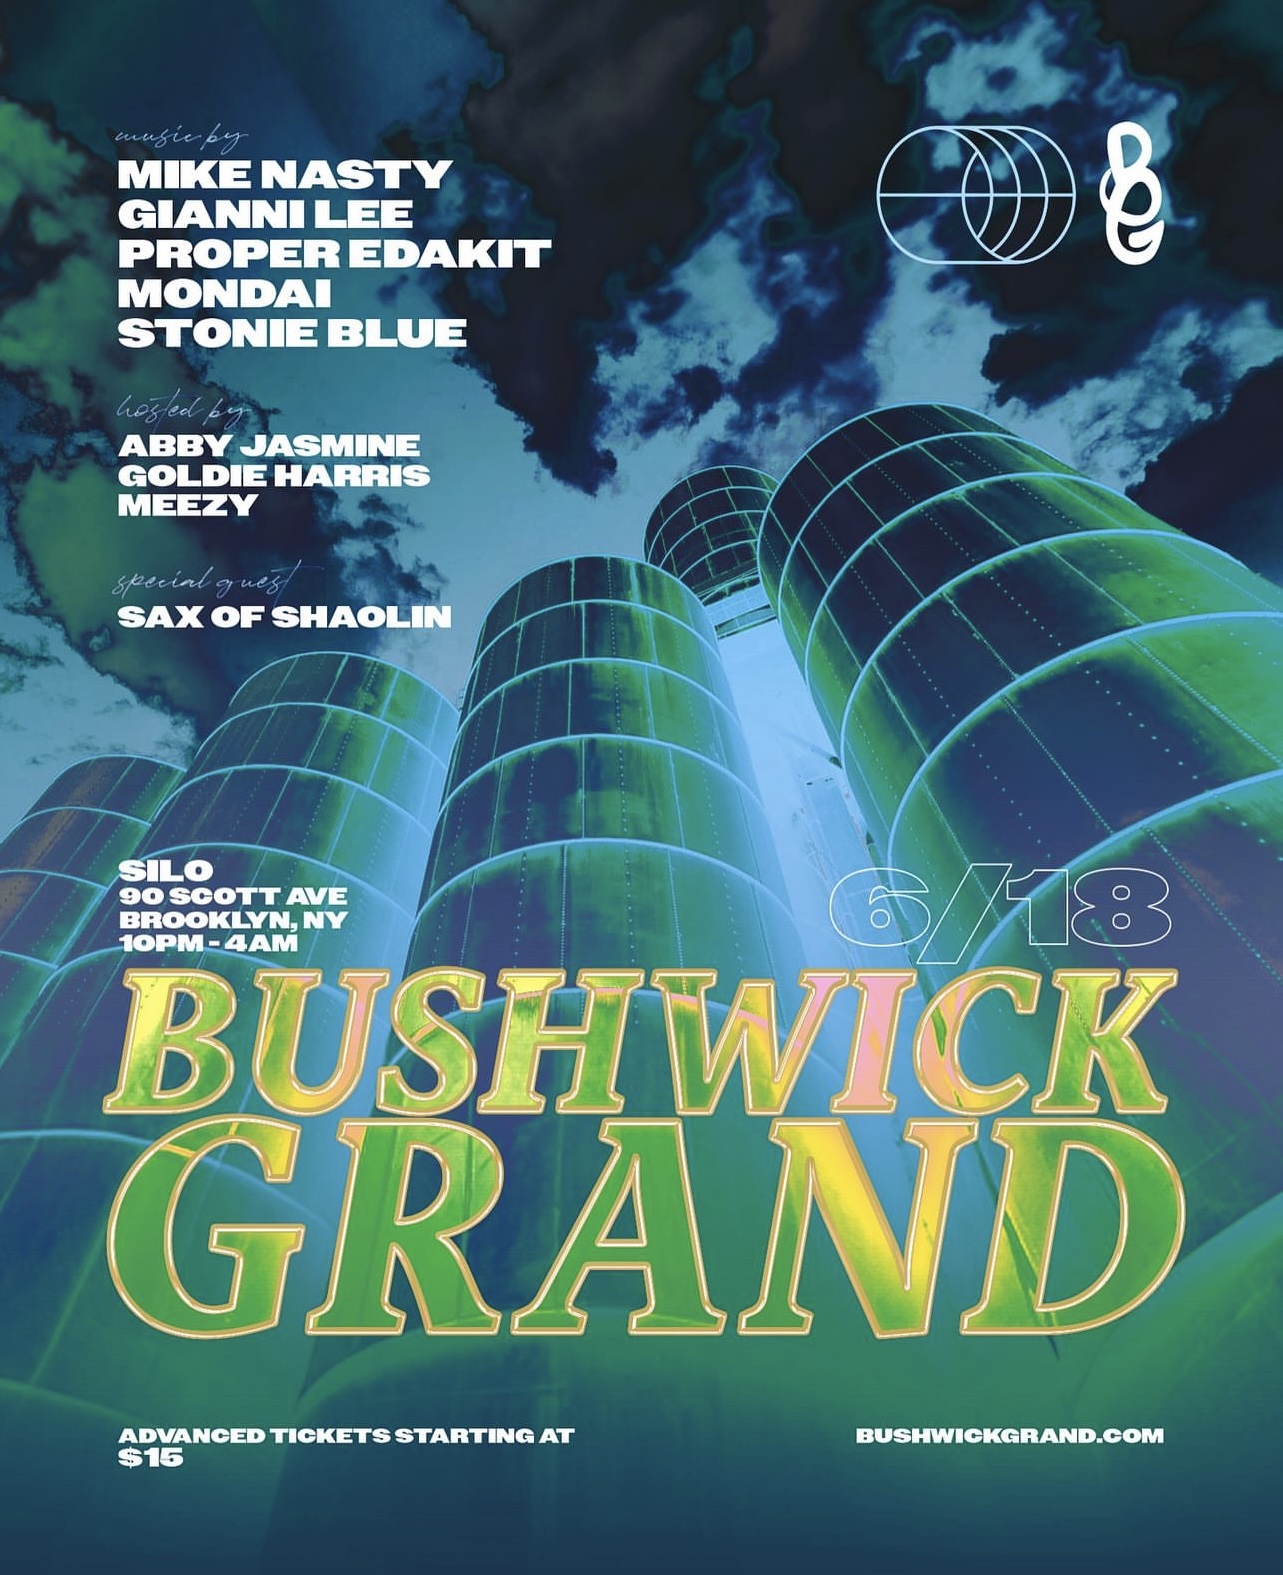 music by
MIKE NASTY
GIANNI LEE
PROPER EDAKIT
MONDAI
STONIE BLUE
hosted by
ABBY JASMINE
GOLDIE HARRIS
MEEZY
special guest
SAX OF SHAOLIN
SILO
90 SCOTT AVE
BROOKLYN, NY
10PM - 4AM
6/18
BUSHWICK
GRAND
ADVANCED TICKETS STARTING AT
$15
BUSHWICKGRAND.COM